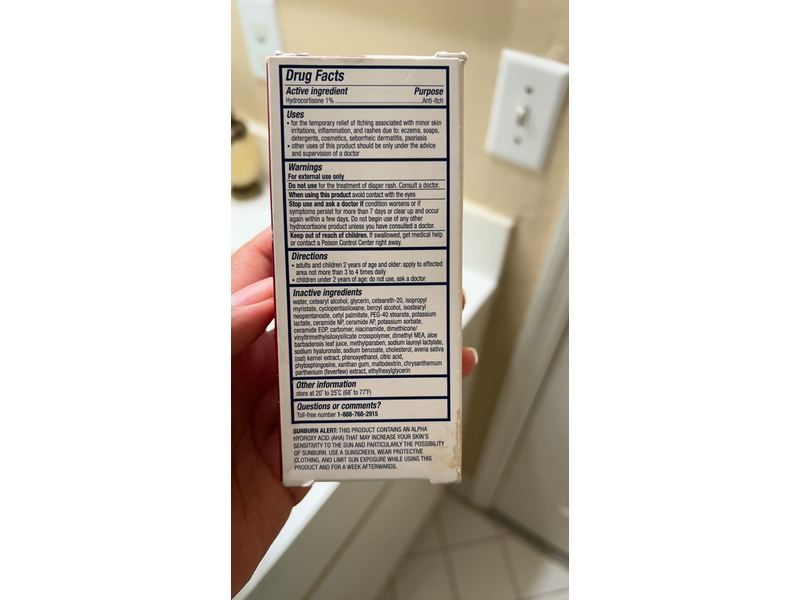 Drug Facts
Active ingredient Purpose
Hydrocortisone 1% Anti-itch
Uses
• for the temporary relief of itching associated with minor skin
irritations, inflammation, and rashes due to: eczema, soaps,
detergents, cosmetics, seborrheic dermatitis, psoriasis
• other uses of this product should be only under the advice
and supervision of a doctor
Warnings
For external use only
Do not use for the treatment of diaper rash. Consult a doctor.
When using this product avoid contact with the eyes
Stop use and ask a doctor if condition worsens or if
symptoms persist for more than 7 days or clear up and occur
again within a few days. Do not begin use of any other
hydrocortisone product unless you have consulted a doctor.
Keep out of reach of children. If swallowed, get medical help
or contact a Poison Control Center right away.
Directions
• adults and children 2 years of age and older: apply to affected
area not more than 3 to 4 times daily
• children under 2 years of age: do not use, ask a doctor
Inactive ingredients
water, cetearyl alcohol, glycerin, ceteareth-20, isopropyl
myristate, cyclopentasiloxane, benzyl alcohol, isostearyl
neopentanoate, cetyl palmitate, PEG-40 stearate, potassium
lactate, ceramide NP, ceramide AP, potassium sorbate,
ceramide EOP, carbomer, niacinamide, dimethicone/
vinyltrimethylsiloxysilicate crosspolymer, dimethyl MEA, aloe
barbadensis leaf juice, methylparaben, sodium lauroyl lactylate,
sodium hyaluronate, sodium benzoate, cholesterol, avena sativa
(oat) kernel extract, phenoxyethanol, citric acid,
phytosphingosine, xanthan gum, maltodextrin, chrysanthemum
parthenium (feverfew) extract, ethylhexylglycerin
Other information
store at 20˚ to 25˚C (68˚ to 77˚F)
Questions or comments?
Toll-free number 1-888-768-2915
SUNBURN ALERT: THIS PRODUCT CONTAINS AN ALPHA
HYDROXY ACID (AHA) THAT MAY INCREASE YOUR SKIN'S
SENSITIVITY TO THE SUN AND PARTICULARLY THE POSSIBILITY
OF SUNBURN. USE A SUNSCREEN, WEAR PROTECTIVE
CLOTHING, AND LIMIT SUN EXPOSURE WHILE USING THIS
PRODUCT AND FOR A WEEK AFTERWARDS.